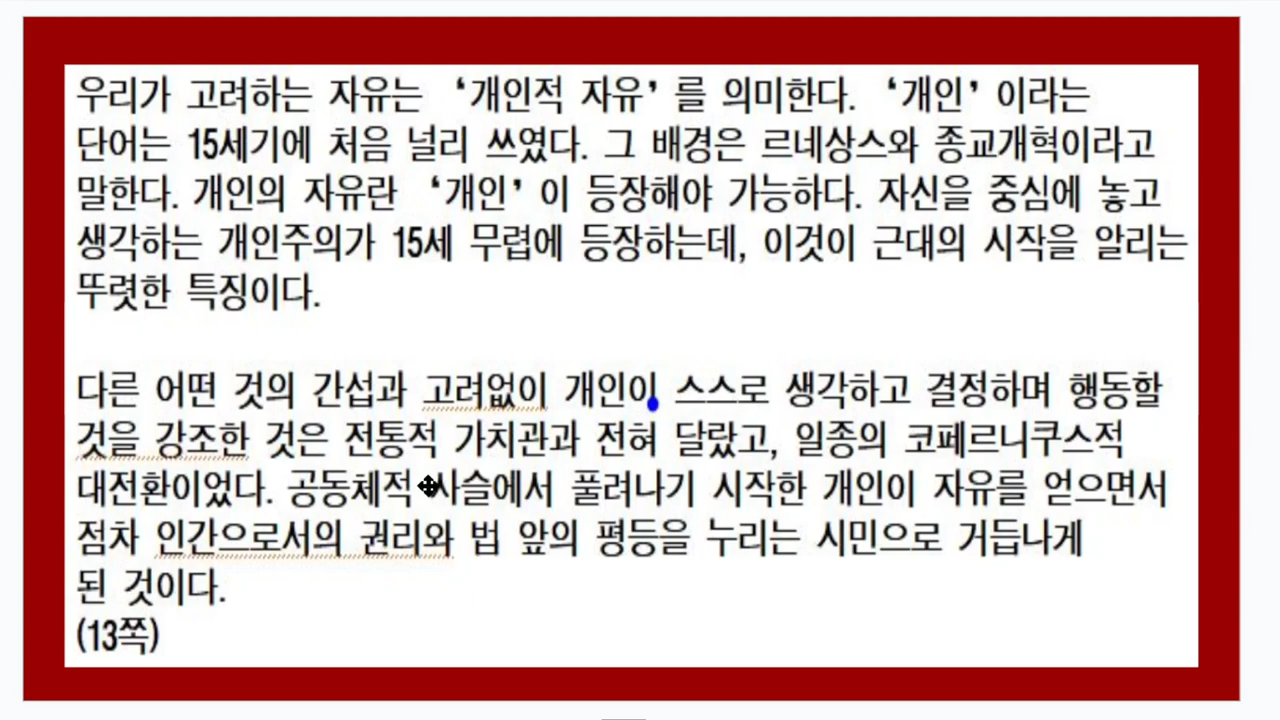 우리가 고려하는 자유는 ‘개인적 자유’ 를 의미한다. ‘개인’ 이라는
단어는 15세기에 처음 널리 쓰였다. 그 배경은 르네상스와 종교개혁이라고
말한다. 개인의 자유란 ‘개인’ 이 등장해야 가능하다. 자신을 중심에 놓고
생각하는 개인주의가 15세 무렵에 등장하는데, 이것이 근대의 시작을 알리는
뚜렷한 특징이다.
다른 어떤 것의 간섭과 고려없이 개인이 스스로 생각하고 결정하며 행동할
것을 강조한 것은 전통적 가치관과 전혀 달랐고, 일종의 코페르니쿠스적
대전환이었다. 공동체적 사슬에서 풀려나기 시작한 개인이 자유를 얻으면서
점차 인간으로서의 권리와 법 앞의 평등을 누리는 시민으로 거듭나게
된 것이다.
(13쪽)